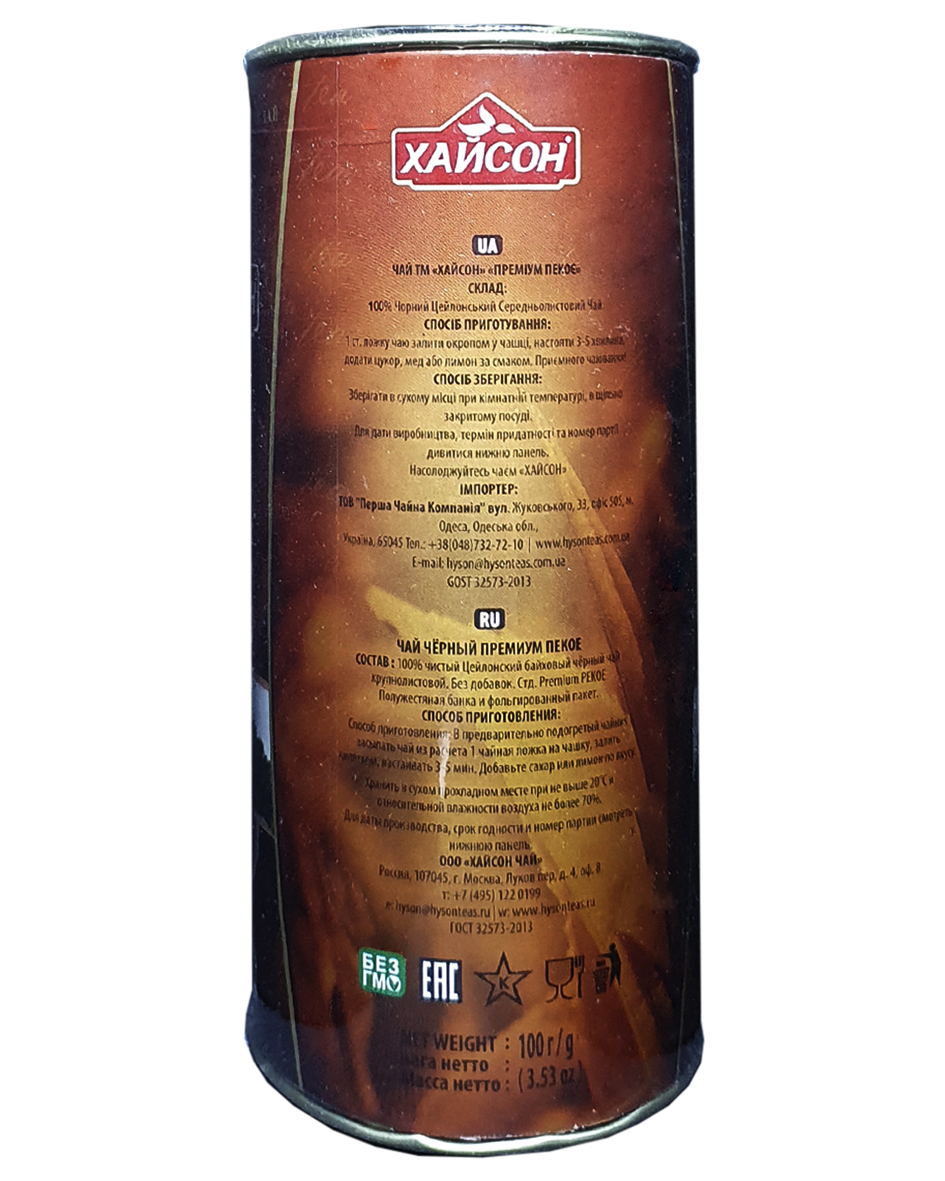 ХАЙСОН
UA
ЧАЙ ТМ «ХАЙСОН» «ПРЕМІУМ ПЕКОЄ»
СКЛАД:
100% Чорний Цейлонський Середньолистовий Чай
СПОСІБ ПРИГОТУВАННЯ:
1 ст. ложку чаю залити окропом у чашці, настояти 3-5 хвилин,
додати цукор, мед або лимон за смаком. Приємного чаювання!
СПОСІБ ЗБЕРІГАННЯ:
Зберігати в сухому місці при кімнатній температурі, в щільно
закритому посуді.
Для дати виробництва, термін придатності та номер партії
дивитися нижню панель.
Насолоджуйтесь чаєм «ХАЙСОН»
ІМПОРТЕР:
ТОВ "Перша Чайна Компанія" вул. Жуковського, 33, офіс 505, м.
Одеса, Одеська обл.,
Україна, 65045 Тел.: +38(048)732-72-10 | www.hysonteas.com.ua
E-mail: hyson@hysonteas.com.ua
GOST 32573-2013
RU
ЧАЙ ЧЁРНЫЙ ПРЕМИУМ ПЕКОЕ
СОСТАВ : 100% чистый Цейлонский байховый чёрный чай
крупнолистовой. Без добавок. Стд. Premium PEKOE
Полужестяная банка и фольгированный пакет.
СПОСОБ ПРИГОТОВЛЕНИЯ:
Способ приготовления: В предварительно подогретый чайник
засыпать чай из расчета 1 чайная ложка на чашку, залить
кипятком, настаивать 3-5 мин. Добавьте сахар или лимон по вкусу.
Хранить в сухом прохладном месте при не выше 20°C и
относительной влажности воздуха не более 70%.
Для даты производства, срок годности и номер партии смотреть
нижнюю панель.
ООО «ХАЙСОН ЧАЙ»
Россия, 107045, г. Москва, Луков пер, д. 4, оф. 8
т: +7 (495) 122 0199
e: hyson@hysonteas.ru | w: www.hysonteas.ru
ГОСТ 32573-2013
БЕЗ
ГМО
EAC
K
NET WEIGHT : 100 г/g
Вага нетто :
Масса нетто : (3.53 oz)